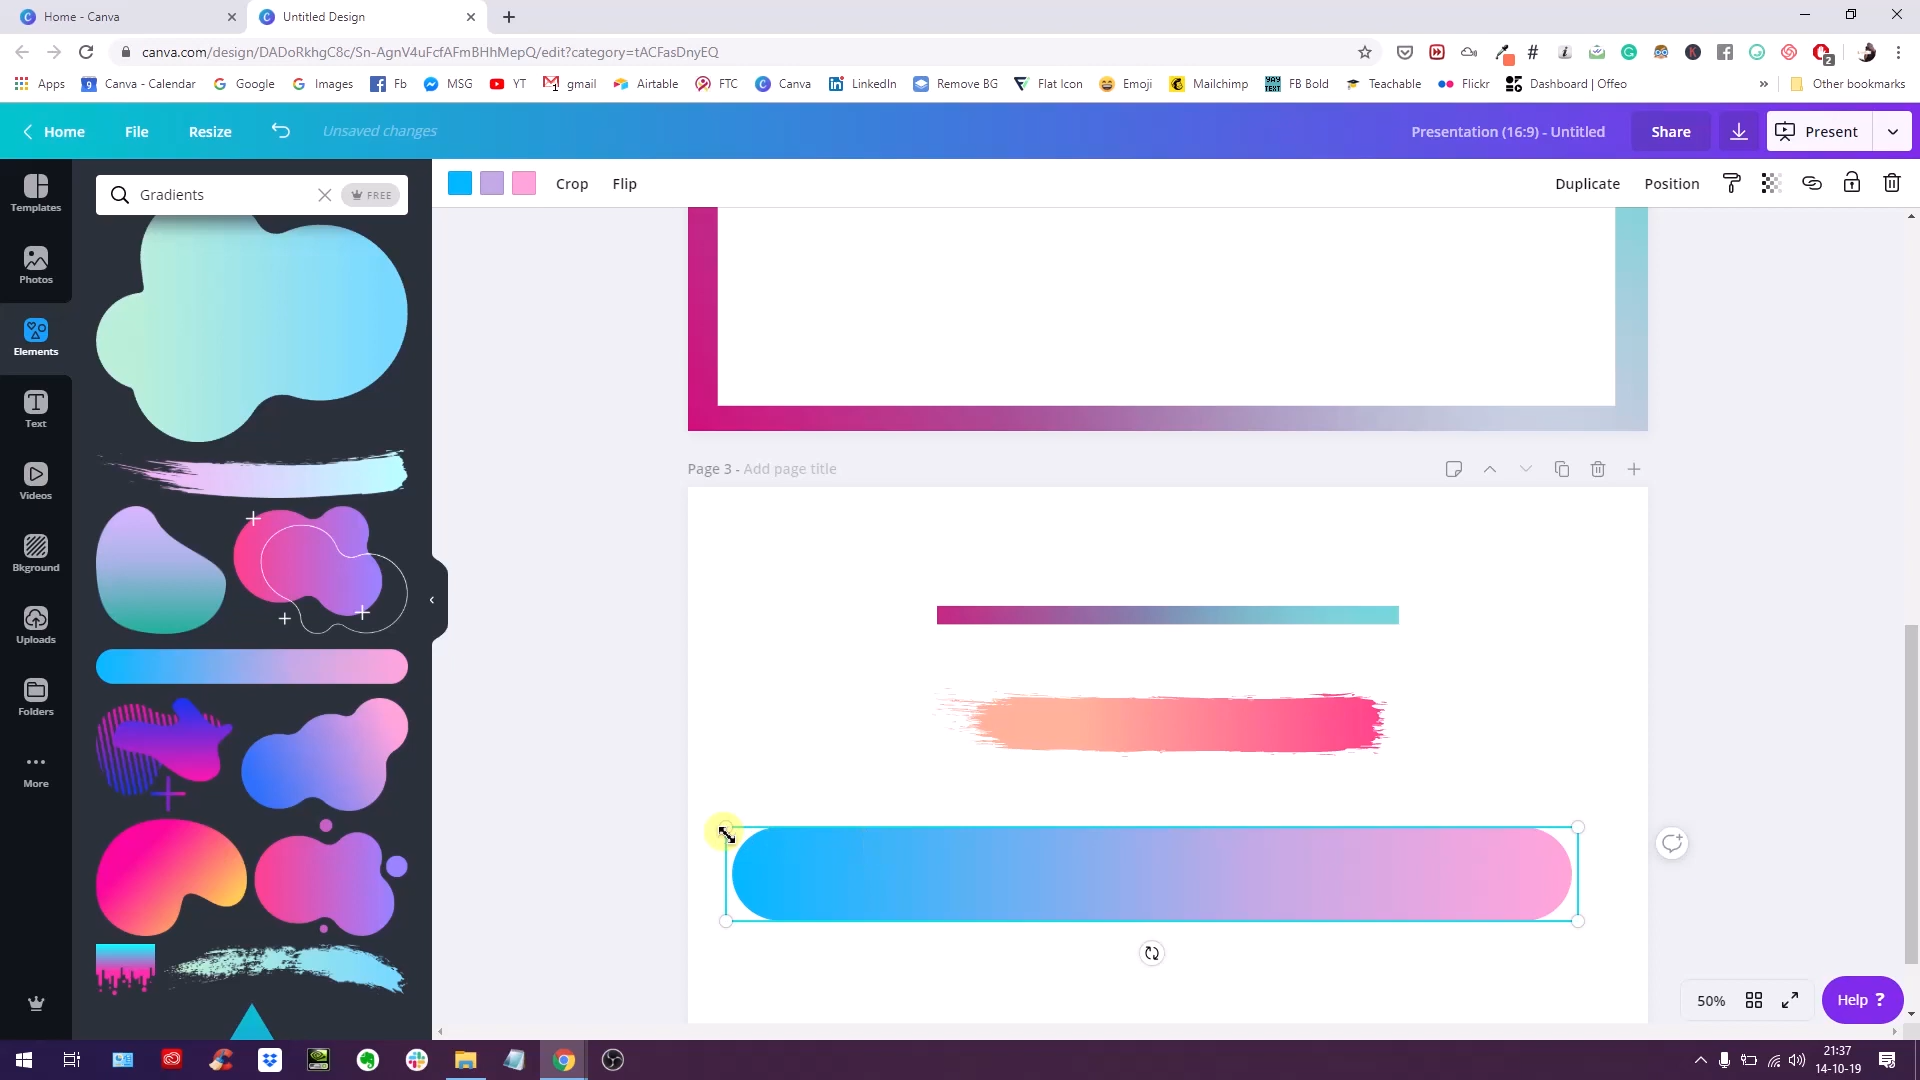 Home - Canva
Untitled Design
canva.com/design/DADoRkhgC8c/Sn-AgnV4uFcfAFmBHhMepQ/edit?category=tACFasDnyEQ
Apps Canva - Calendar Google Images Fb MSG YT gmail Airtable FTC Canva LinkedIn Remove BG Flat Icon Emoji Mailchimp FB Bold Teachable Flickr Dashboard | Offeo » Other bookmarks
Home File Resize Unsaved changes Presentation (16:9) - Untitled Share Present
Templates
Gradients FREE
Crop Flip Duplicate Position
Photos
Elements
Text
Videos
Bkground
Uploads
Folders
More
Page 3 - Add page title
50%
Help ?
21:37
14-10-19